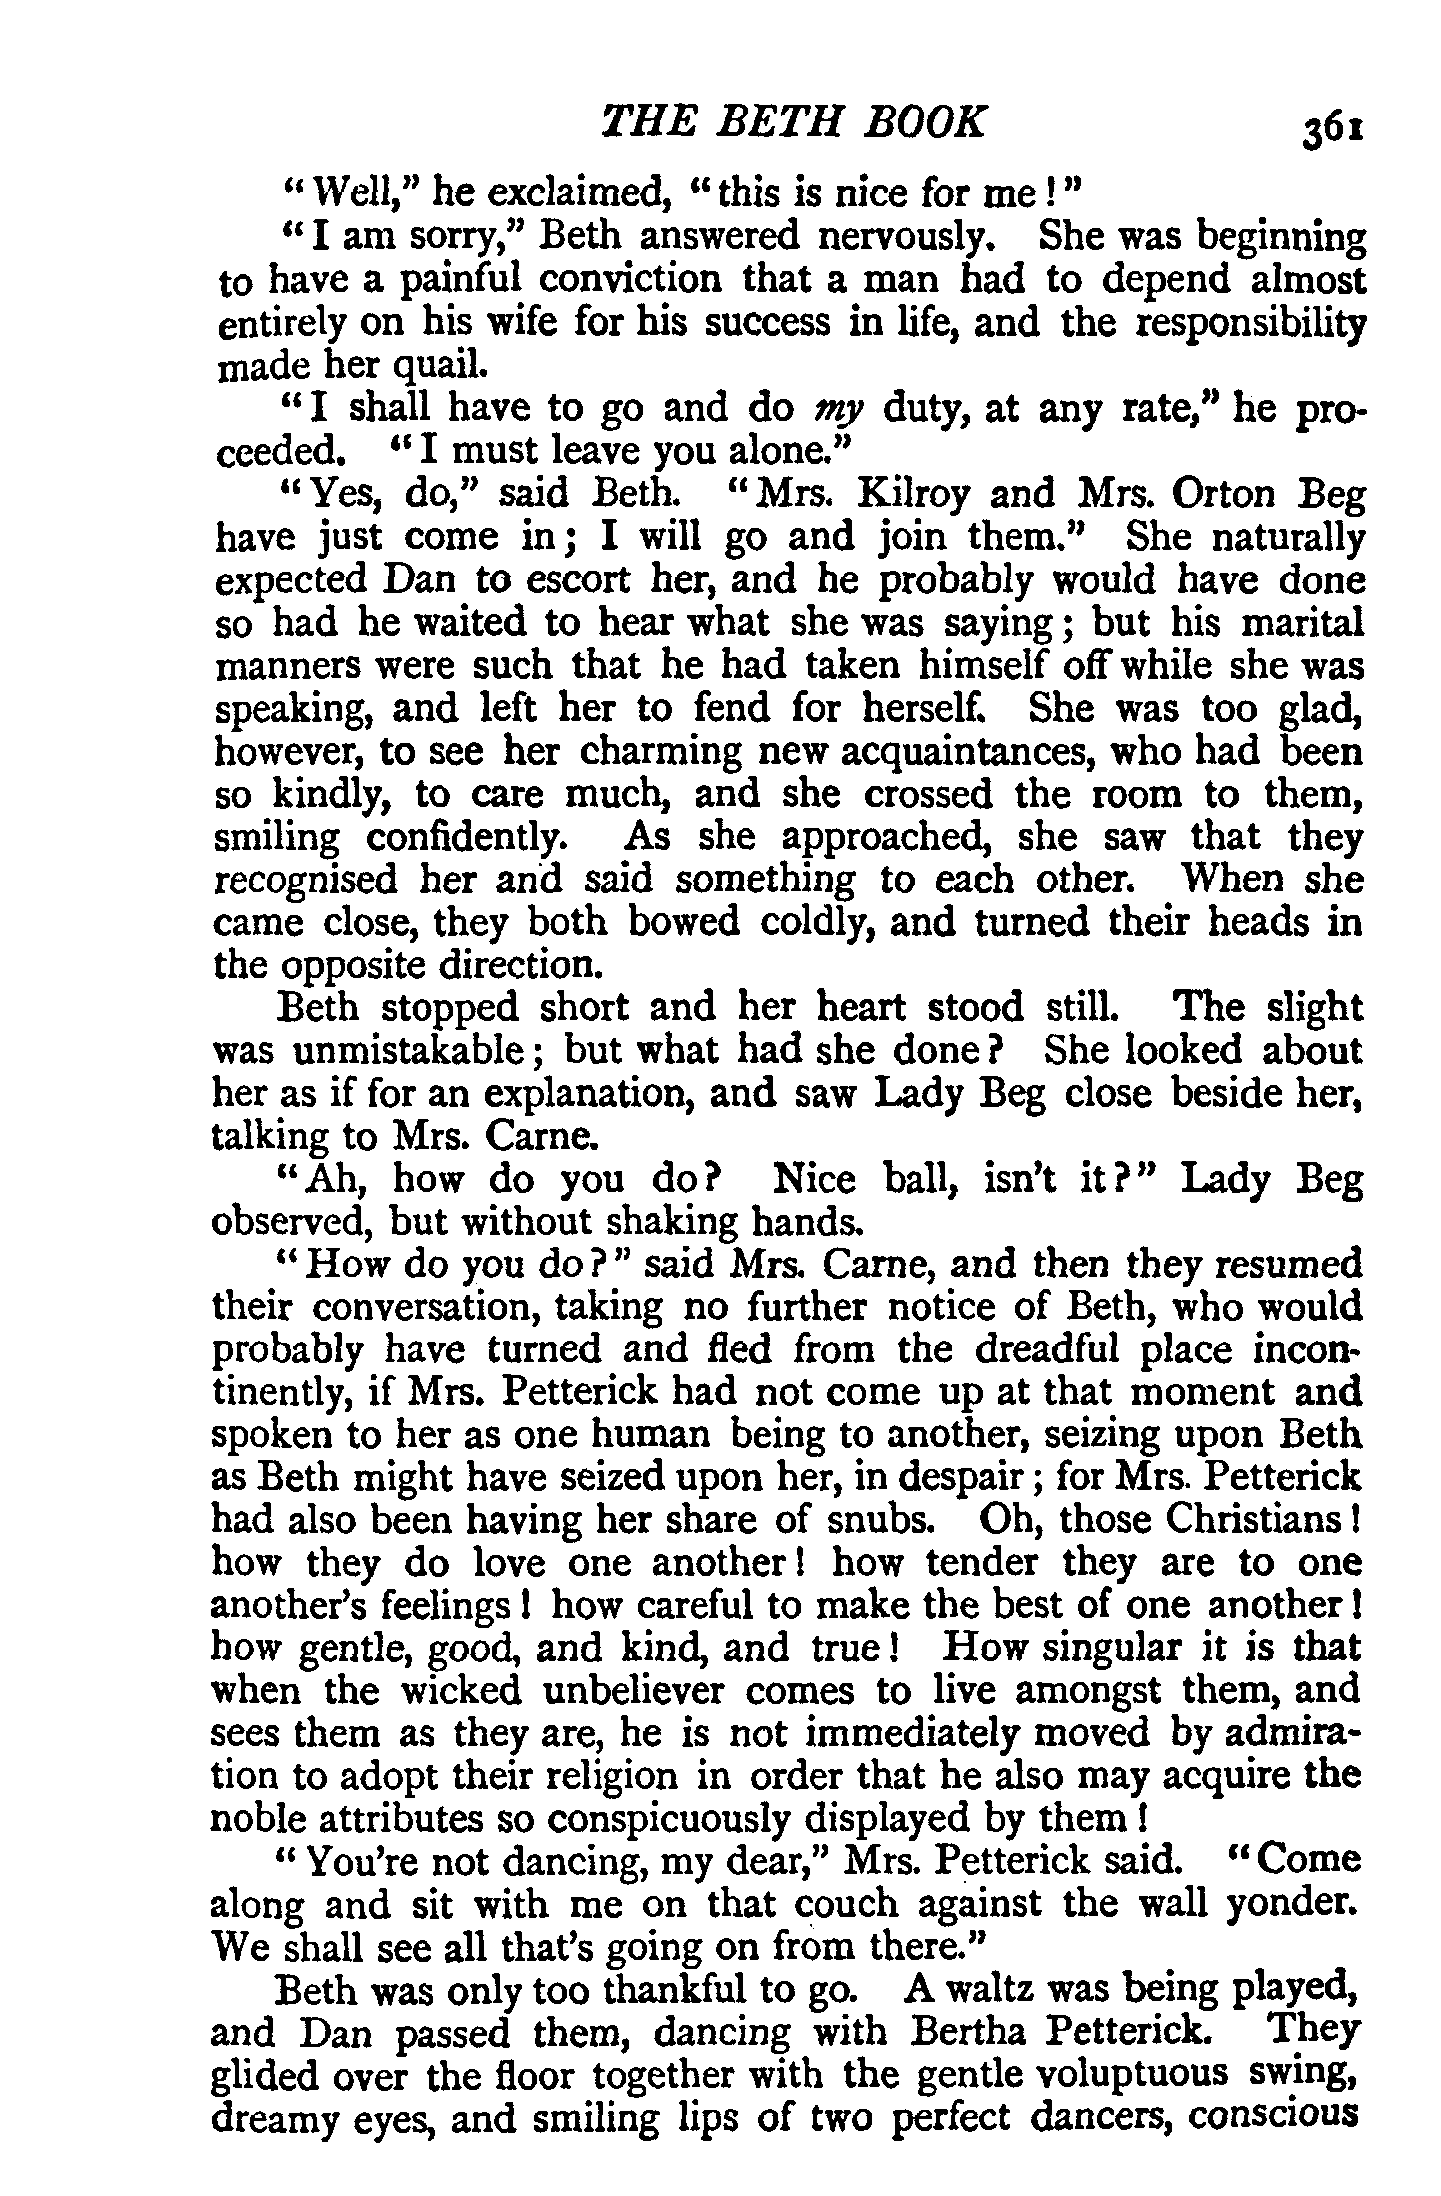 THE BETH BOOK 361
“Well,” he exclaimed, “this is nice for me!”
“I am sorry,” Beth answered nervously. She was beginning
to have a painful conviction that a man had to depend almost
entirely on his wife for his success in life, and the responsibility
made her quail.
“I shall have to go and do my duty, at any rate,” he pro-
ceeded. “I must leave you alone.”
“Yes, do,” said Beth. “Mrs. Kilroy and Mrs. Orton Beg
have just come in; I will go and join them.” She naturally
expected Dan to escort her, and he probably would have done
so had he waited to hear what she was saying; but his marital
manners were such that he had taken himself off while she was
speaking, and left her to fend for herself. She was too glad,
however, to see her charming new acquaintances, who had been
so kindly, to care much, and she crossed the room to them,
smiling confidently. As she approached, she saw that they
recognised her and said something to each other. When she
came close, they both bowed coldly, and turned their heads in
the opposite direction.
Beth stopped short and her heart stood still. The slight
was unmistakable; but what had she done? She looked about
her as if for an explanation, and saw Lady Beg close beside her,
talking to Mrs. Carne.
“Ah, how do you do? Nice ball, isn't it?” Lady Beg
observed, but without shaking hands.
“How do you do?” said Mrs. Carne, and then they resumed
their conversation, taking no further notice of Beth, who would
probably have turned and fled from the dreadful place incon-
tinently, if Mrs. Petterick had not come up at that moment and
spoken to her as one human being to another, seizing upon Beth
as Beth might have seized upon her, in despair; for Mrs. Petterick
had also been having her share of snubs. Oh, those Christians!
how they do love one another! how tender they are to one
another's feelings! how careful to make the best of one another!
how gentle, good, and kind, and true! How singular it is that
when the wicked unbeliever comes to live amongst them, and
sees them as they are, he is not immediately moved by admira-
tion to adopt their religion in order that he also may acquire the
noble attributes so conspicuously displayed by them!
“You're not dancing, my dear,” Mrs. Petterick said. “Come
along and sit with me on that couch against the wall yonder.
We shall see all that's going on from there.”
Beth was only too thankful to go. A waltz was being played,
and Dan passed them, dancing with Bertha Petterick. They
glided over the floor together with the gentle voluptuous swing,
dreamy eyes, and smiling lips of two perfect dancers, conscious